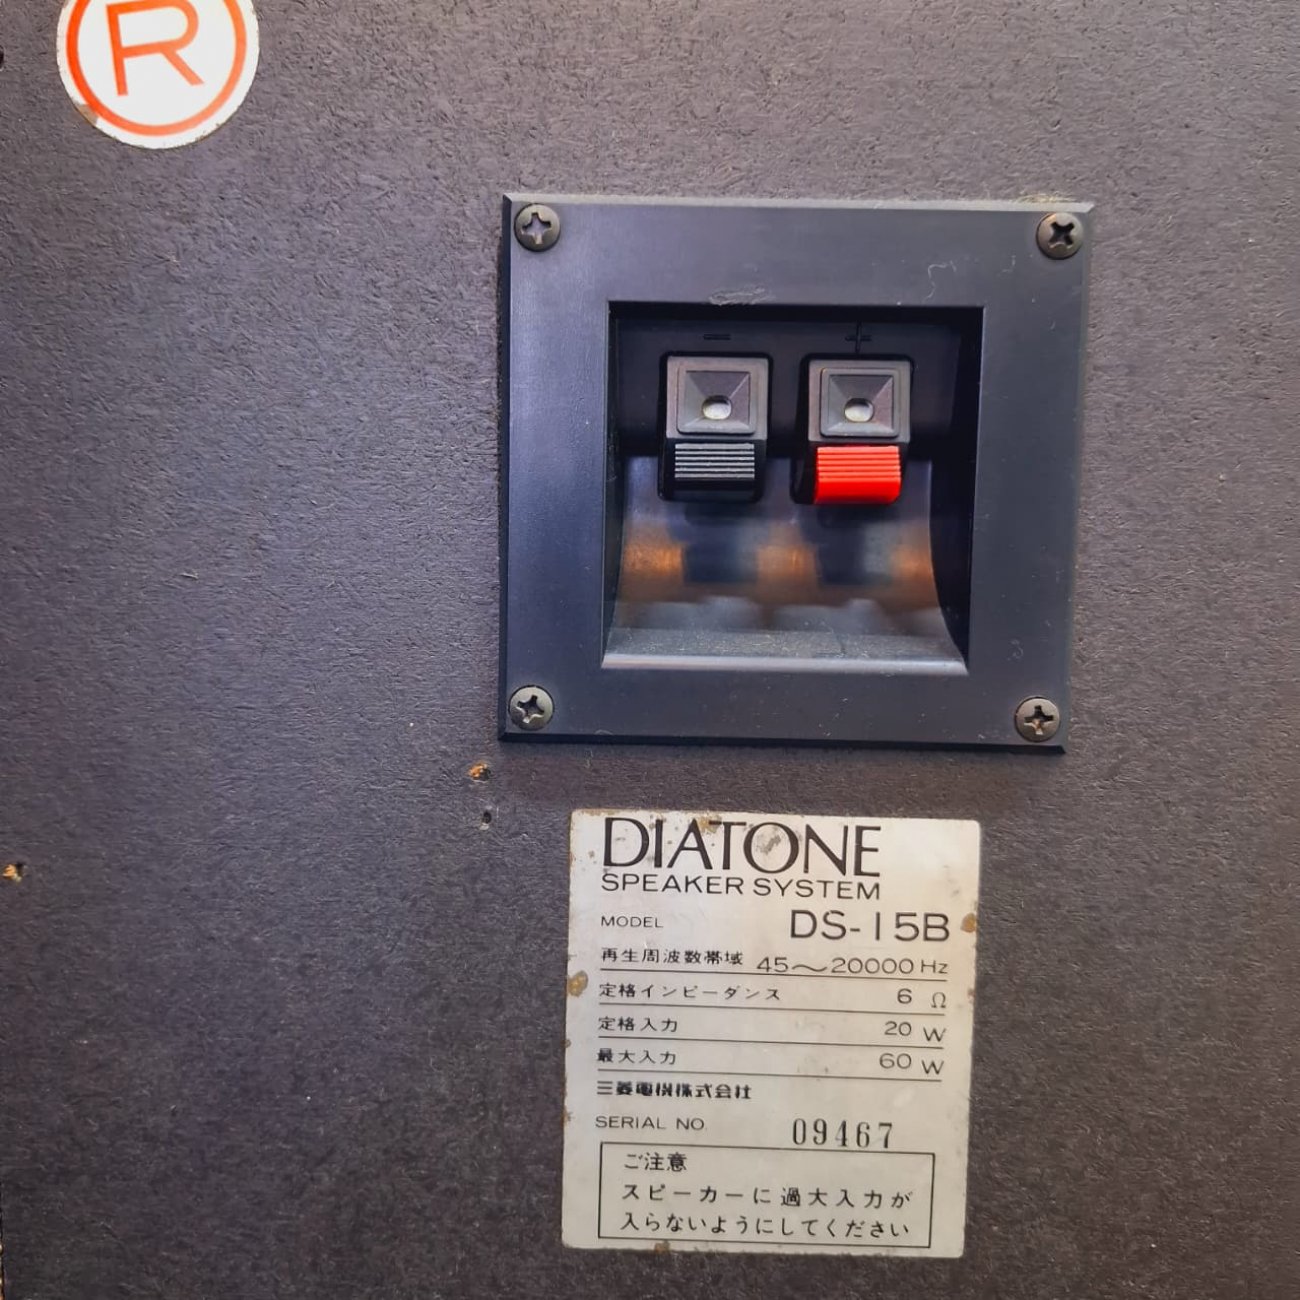 R
− +
DIATONE
SPEAKER SYSTEM
MODEL DS-15B
再生周波数帯域 45〜20000 Hz
定格インピーダンス 6 Ω
定格入力 20 W
最大入力 60 W
三菱電機株式会社
SERIAL NO. 09467
ご注意
スピーカーに過大入力が
入らないようにしてください